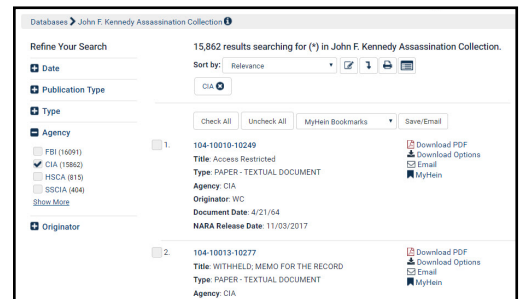 Databases > John F. Kennedy Assassination Collection
Refine Your Search
Date
Publication Type
Type
Agency
FBI (16091)
CIA (15862)
HSCA (815)
SSCIA (404)
Show More
Originator
15,862 results searching for (*) in John F. Kennedy Assassination Collection.
Sort by: Relevance
CIA
Check All Uncheck All MyHein Bookmarks Save/Email
1. 104-10010-10249
Title: Access Restricted
Type: PAPER - TEXTUAL DOCUMENT
Agency: CIA
Originator: WC
Document Date: 4/21/64
NARA Release Date: 11/03/2017
Download PDF
Download Options
Email
MyHein
2. 104-10013-10277
Title: WITHHELD; MEMO FOR THE RECORD
Type: PAPER - TEXTUAL DOCUMENT
Agency: CIA
Download PDF
Download Options
Email
MyHein